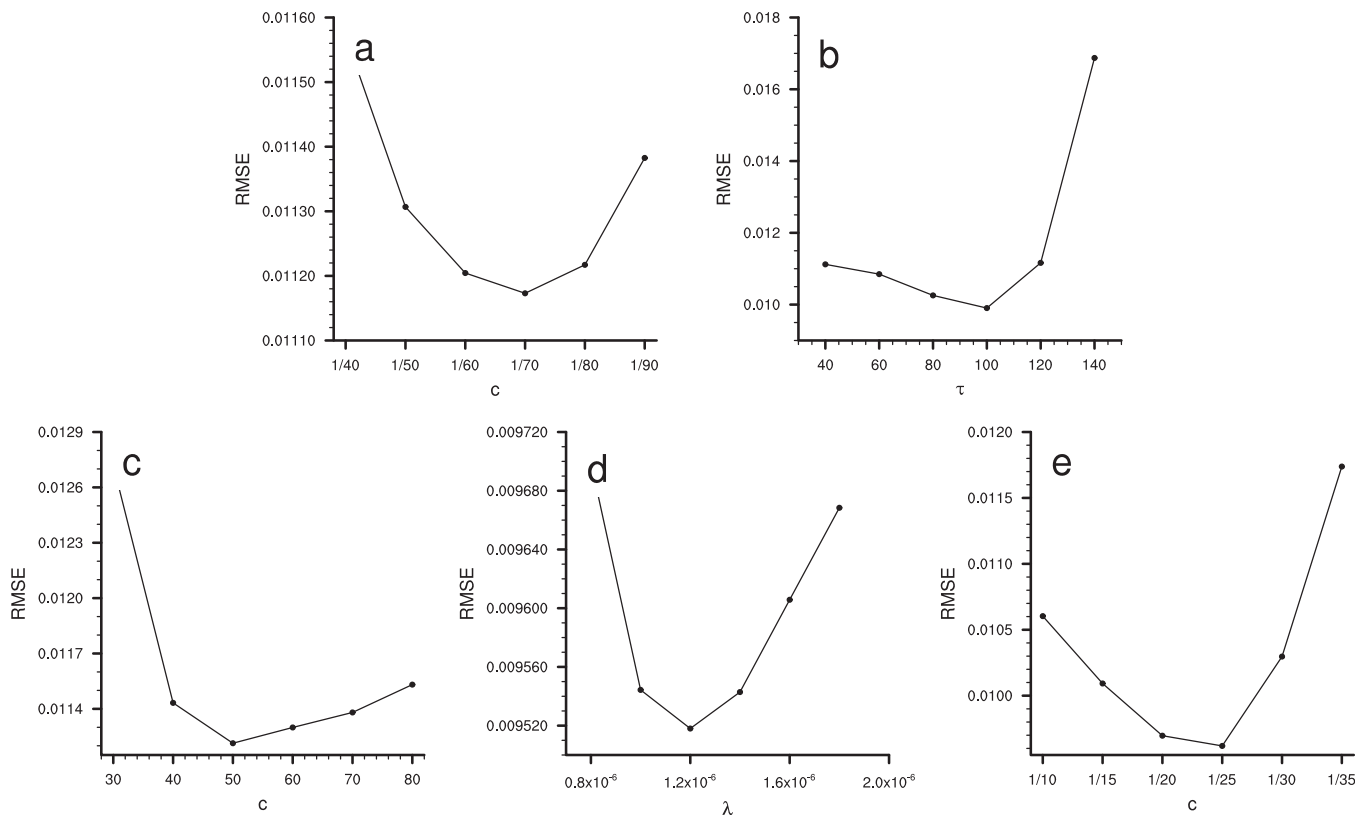 a
0.01160
0.01150
0.01140
0.01130
0.01120
0.01110
RMSE
1/40 1/50 1/60 1/70 1/80 1/90
c
b
0.018
0.016
0.014
0.012
0.010
RMSE
40 60 80 100 120 140
τ
c
0.0129
0.0126
0.0123
0.0120
0.0117
0.0114
RMSE
30 40 50 60 70 80
c
d
0.009720
0.009680
0.009640
0.009600
0.009560
0.009520
RMSE
0.8x10⁻⁶ 1.2x10⁻⁶ 1.6x10⁻⁶ 2.0x10⁻⁶
λ
e
0.0120
0.0115
0.0110
0.0105
0.0100
RMSE
1/10 1/15 1/20 1/25 1/30 1/35
c